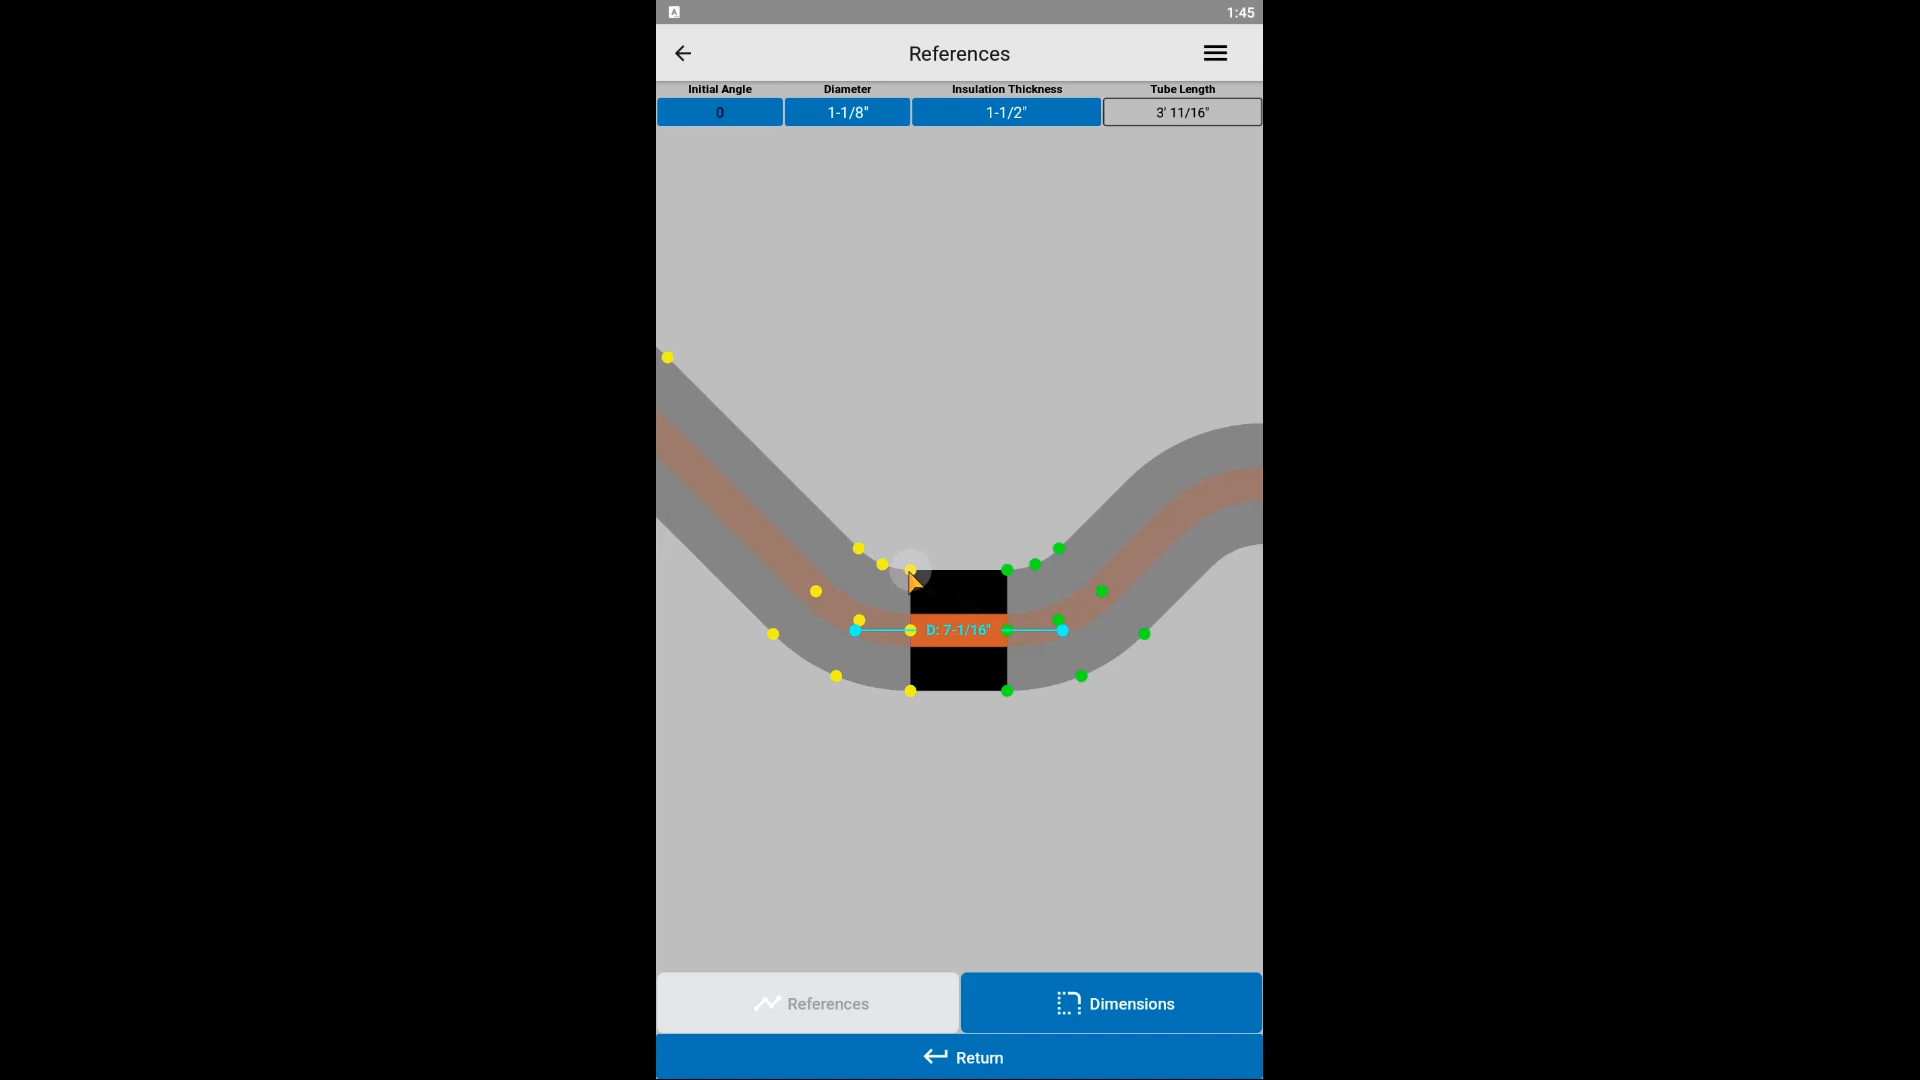 A
1:45
References
Initial Angle
Diameter
Insulation Thickness
Tube Length
0
1-1/8"
1-1/2"
3' 11/16"
D: 7-1/16"
References
Dimensions
Return